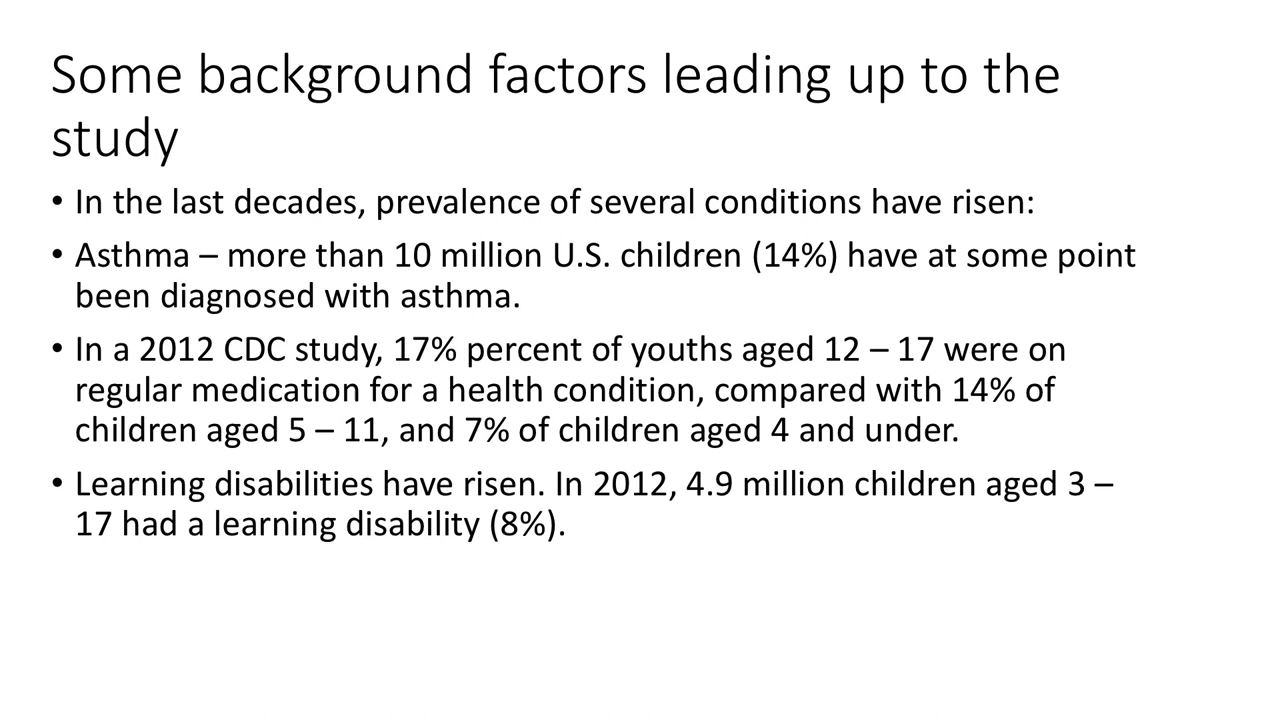 Some background factors leading up to the
study
• In the last decades, prevalence of several conditions have risen:
• Asthma – more than 10 million U.S. children (14%) have at some point
been diagnosed with asthma.
• In a 2012 CDC study, 17% percent of youths aged 12 – 17 were on
regular medication for a health condition, compared with 14% of
children aged 5 – 11, and 7% of children aged 4 and under.
• Learning disabilities have risen. In 2012, 4.9 million children aged 3 –
17 had a learning disability (8%).